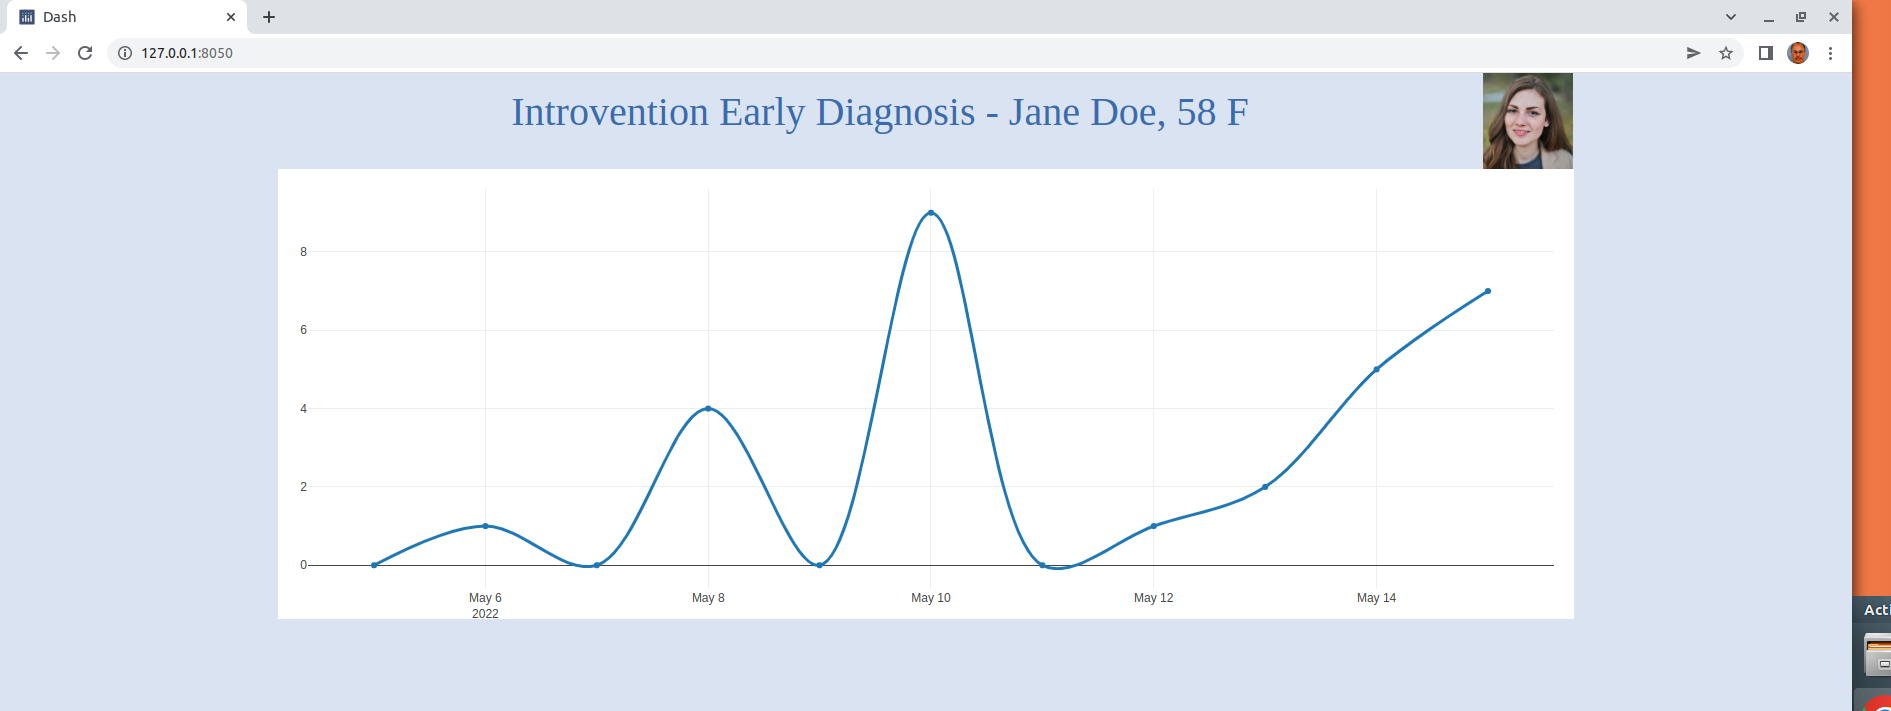 Dash
127.0.0.1:8050
Introvention Early Diagnosis - Jane Doe, 58 F
8
6
4
2
0
May 6 May 8 May 10 May 12 May 14
2022
Acti